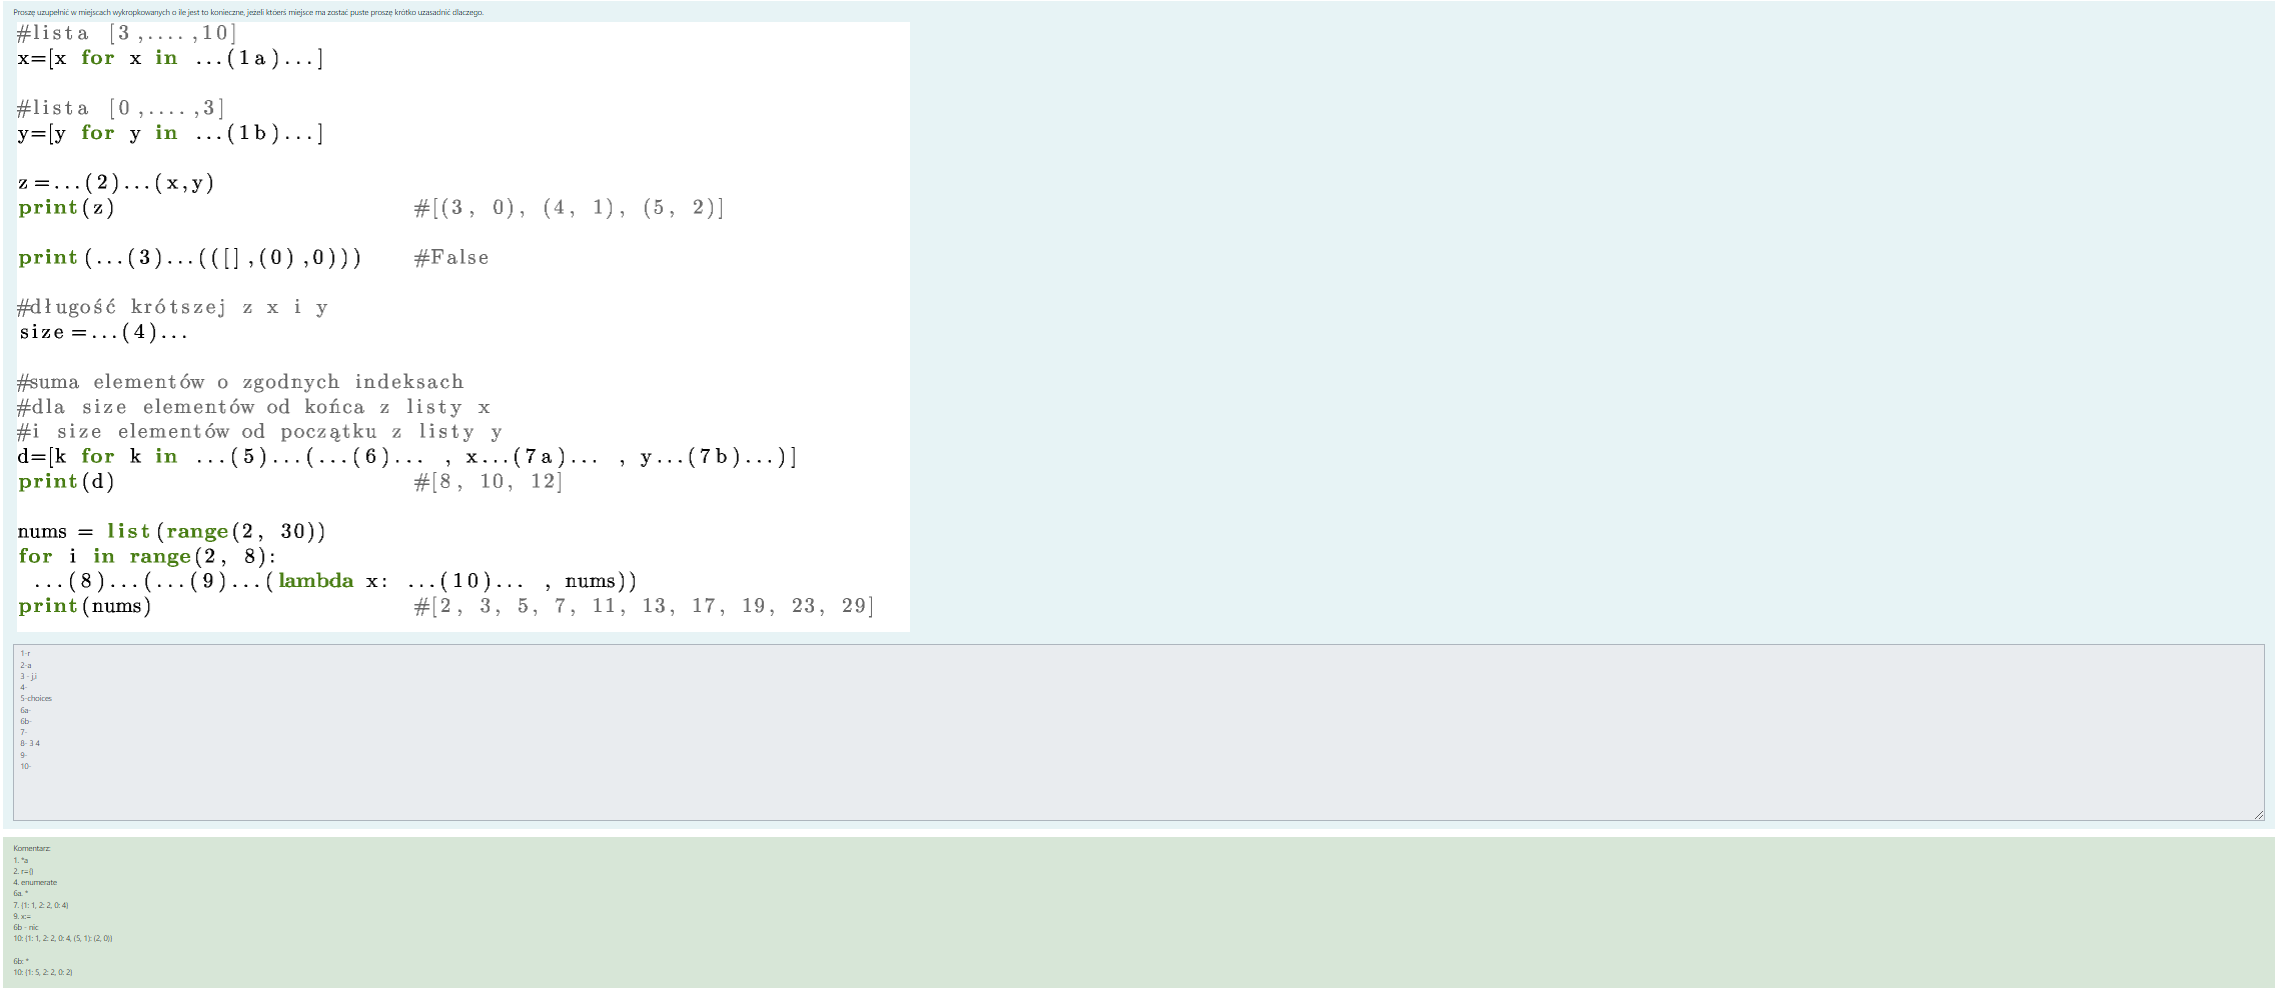 Proszę uzupełnić w miejscach wykropkowanych o ile jest to konieczne, jeżeli któerś miejsce ma zostać puste proszę krótko uzasadnić dlaczego.
#lista [3,....,10]
x=[x for x in ...(1a)...]
#lista [0,....,3]
y=[y for y in ...(1b)...]
z=...(2)...(x,y)
print(z) #[(3, 0), (4, 1), (5, 2)]
print(...(3)...(([],(0),0))) #False
#długość krótszej z x i y
size=...(4)...
#suma elementów o zgodnych indeksach
#dla size elementów od końca z listy x
#i size elementów od początku z listy y
d=[k for k in ...(5)...(...(6)... , x...(7a)... , y...(7b)...)]
print(d) #[8, 10, 12]
nums = list(range(2, 30))
for i in range(2, 8):
...(8)...(...(9)...(lambda x: ...(10)... , nums))
print(nums) #[2, 3, 5, 7, 11, 13, 17, 19, 23, 29]
1-r
2-a
3 - j,i
4-
5-choices
6a-
6b-
7-
8- 3 4
9-
10-
Komentarz:
1. *a
2. r={}
4. enumerate
6a. *
7. {1: 1, 2: 2, 0: 4}
9. x:=
6b - nic
10: {1: 1, 2: 2, 0: 4, (5, 1): (2, 0)}
6b: *
10: {1: 5, 2: 2, 0: 2}